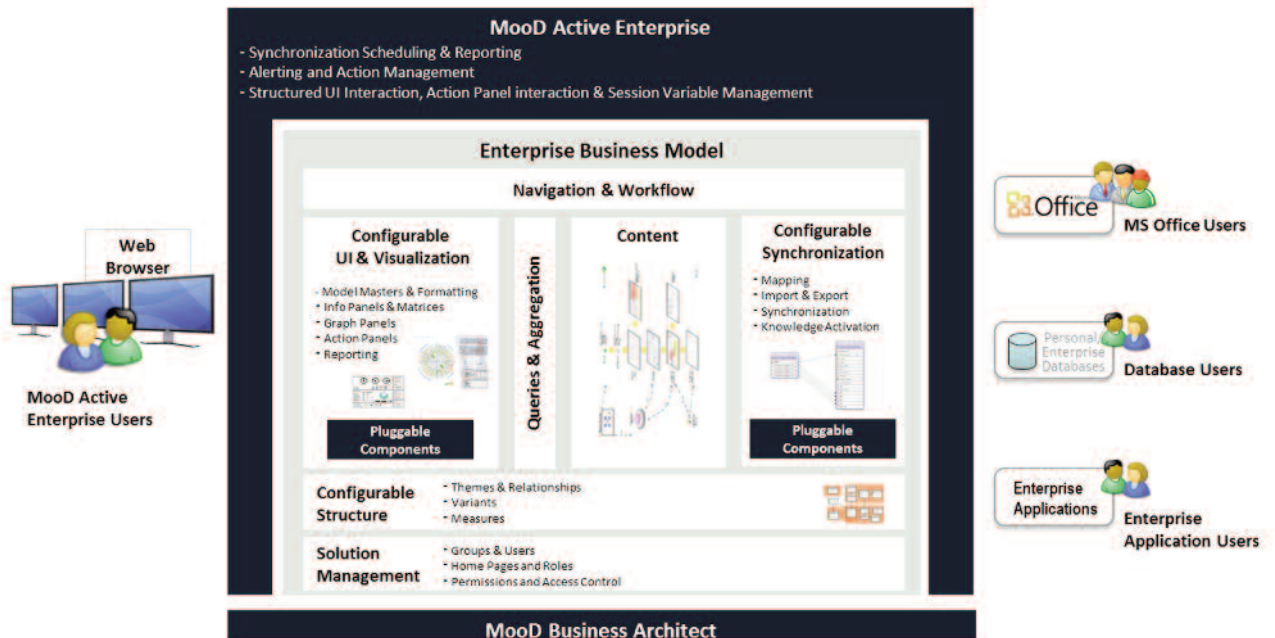 MooD Active Enterprise
- Synchronization Scheduling & Reporting
- Alerting and Action Management
- Structured UI Interaction, Action Panel interaction & Session Variable Management
Enterprise Business Model
Navigation & Workflow
Configurable
UI & Visualization
- Model Masters & Formatting
- Info Panels & Matrices
- Graph Panels
- Action Panels
- Reporting
Pluggable
Components
Queries & Aggregation
Content
Configurable
Synchronization
- Mapping
- Import & Export
- Synchronization
- Knowledge Activation
Pluggable
Components
Configurable
Structure
- Themes & Relationships
- Variants
- Measures
Solution
Management
- Groups & Users
- Home Pages and Roles
- Permissions and Access Control
MooD Business Architect
Web
Browser
MooD Active
Enterprise Users
Office
MS Office Users
Personal/
Enterprise
Databases
Database Users
Enterprise
Applications
Enterprise
Application Users